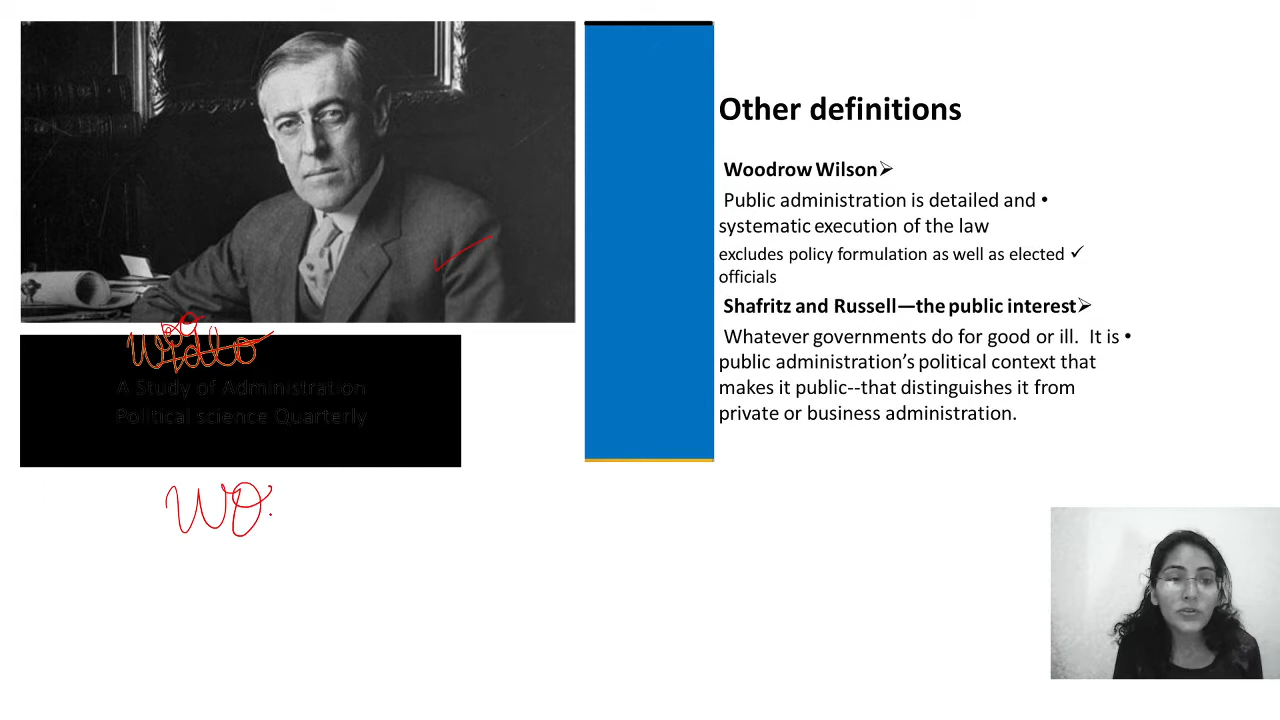 A Study of Administration
Political science Quarterly
WO
Other definitions
Woodrow Wilson
Public administration is detailed and •
systematic execution of the law
excludes policy formulation as well as elected ✓
officials
Shafritz and Russell—the public interest
Whatever governments do for good or ill. It is •
public administration's political context that
makes it public--that distinguishes it from
private or business administration.